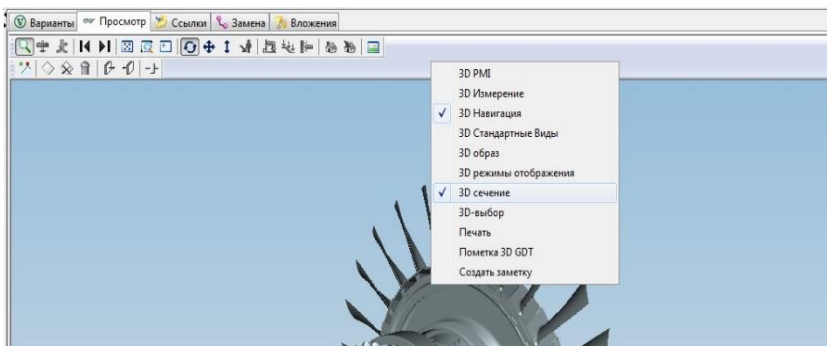 Варианты Просмотр Ссылки Замена Вложения
3D PMI
3D Измерение
3D Навигация
3D Стандартные Виды
3D образ
3D режимы отображения
3D сечение
3D-выбор
Печать
Пометка 3D GDT
Создать заметку